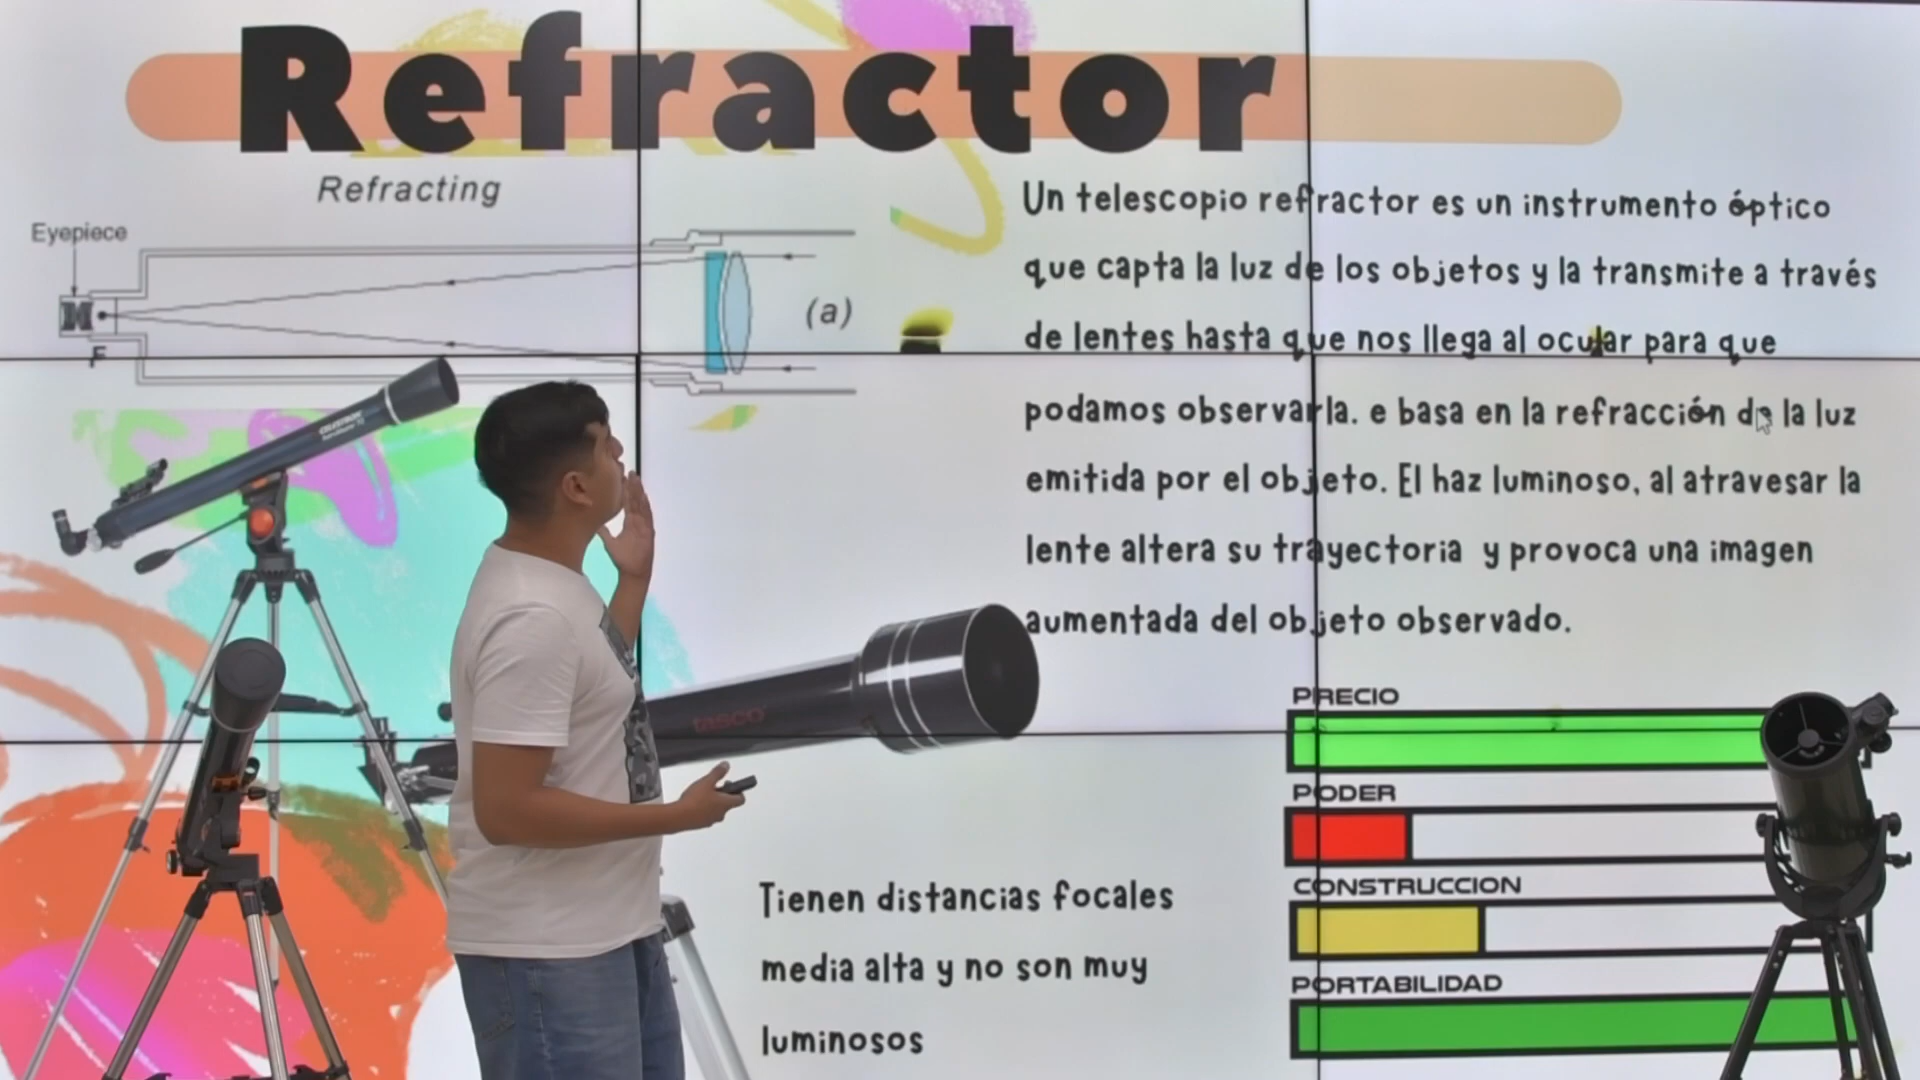 Refractor
Refracting
Eyepiece
F
(a)
Un telescopio refractor es un instrumento óptico
que capta la luz de los objetos y la transmite a través
de lentes hasta que nos llega al ocular para que
podamos observarla. e basa en la refracción de la luz
emitida por el objeto. El haz luminoso, al atravesar la
lente altera su trayectoria y provoca una imagen
aumentada del objeto observado.
CELESTRON
tasco
PRECIO
PODER
CONSTRUCCION
PORTABILIDAD
Tienen distancias focales
media alta y no son muy
luminosos